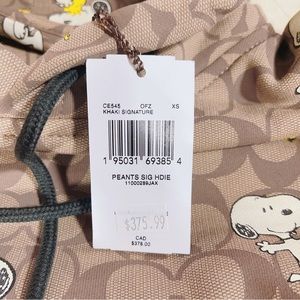 CE545 OFZ XS
KHAKI SIGNATURE
1 95031 69385 4
PEANTS SIG HDIE
11000289JAX
$375.99
CAD
$378.00